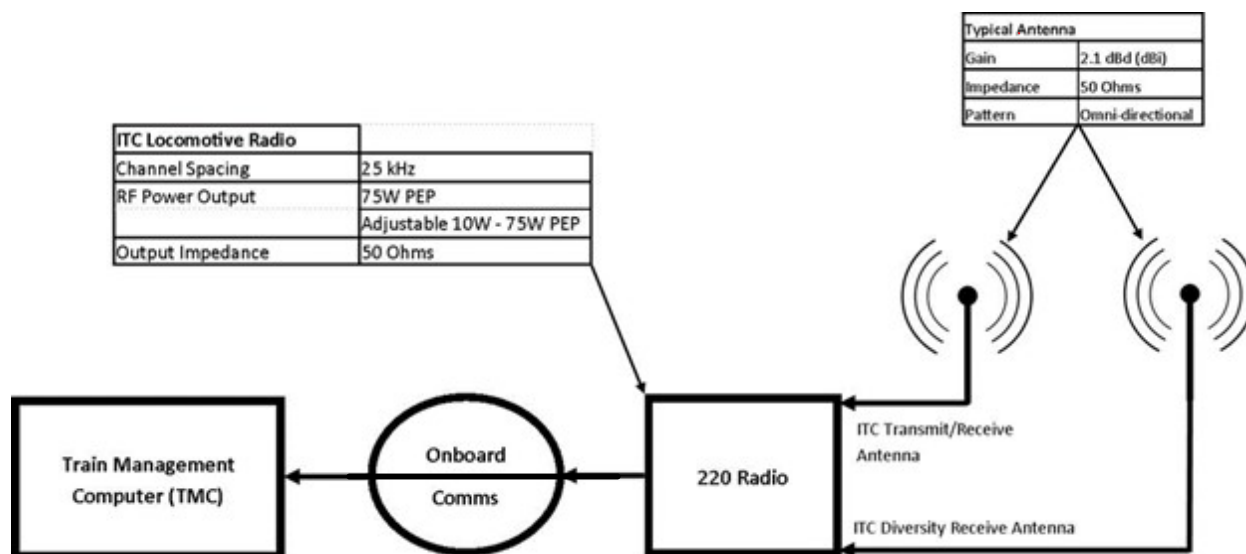 Typical Antenna
Gain 2.1 dBd (dBi)
Impedance 50 Ohms
Pattern Omni-directional
ITC Locomotive Radio
Channel Spacing 25 kHz
RF Power Output 75W PEP
Adjustable 10W - 75W PEP
Output Impedance 50 Ohms
Train Management
Computer (TMC)
Onboard
Comms
220 Radio
ITC Transmit/Receive
Antenna
ITC Diversity Receive Antenna